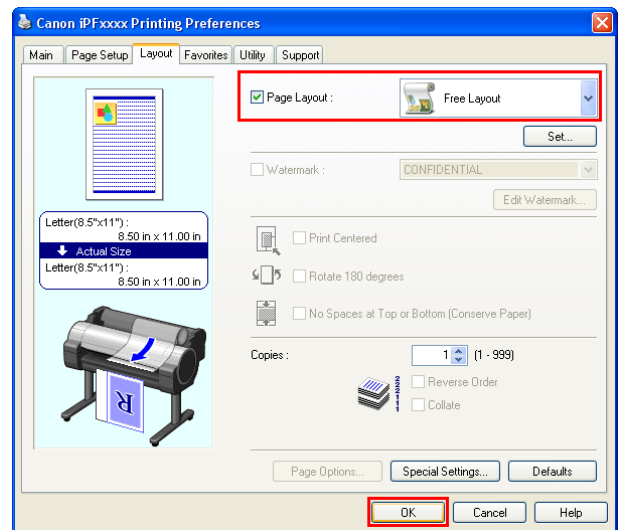 Canon iPFxxxx Printing Preferences
Main Page Setup Layout Favorites Utility Support
Page Layout : Free Layout
Set...
Watermark : CONFIDENTIAL
Edit Watermark...
Letter(8.5"x11") :
8.50 in x 11.00 in
Actual Size
Letter(8.5"x11") :
8.50 in x 11.00 in
Print Centered
Rotate 180 degrees
No Spaces at Top or Bottom (Conserve Paper)
Copies : 1 (1 - 999)
Reverse Order
Collate
R
Page Options... Special Settings... Defaults
OK Cancel Help